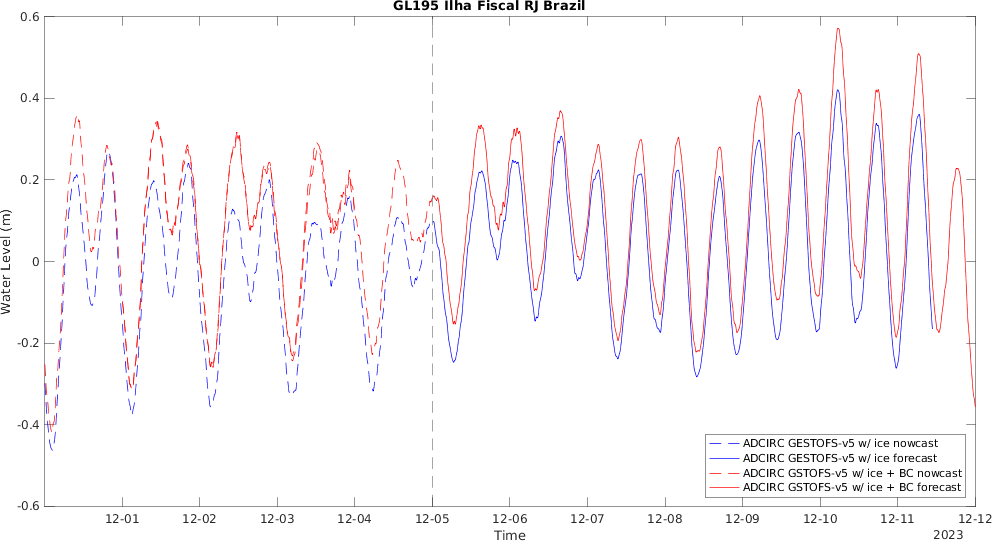 GL195 Ilha Fiscal RJ Brazil
0.6
0.4
0.2
0
-0.2
-0.4
-0.6
Water Level (m)
ADCIRC GESTOFS-v5 w/ ice nowcast
ADCIRC GESTOFS-v5 w/ ice forecast
ADCIRC GSTOFS-v5 w/ ice + BC nowcast
ADCIRC GSTOFS-v5 w/ ice + BC forecast
12-01 12-02 12-03 12-04 12-05 12-06 12-07 12-08 12-09 12-10 12-11 12-12
Time
2023